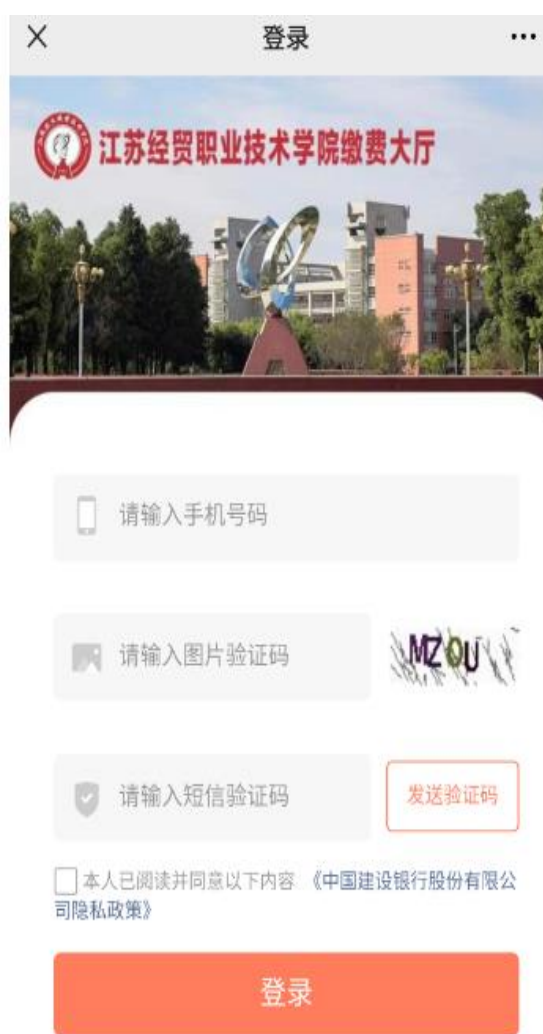 登录
江苏经贸职业技术学院缴费大厅
请输入手机号码
请输入图片验证码
MZOU
请输入短信验证码
发送验证码
本人已阅读并同意以下内容 《中国建设银行股份有限公
司隐私政策》
登录